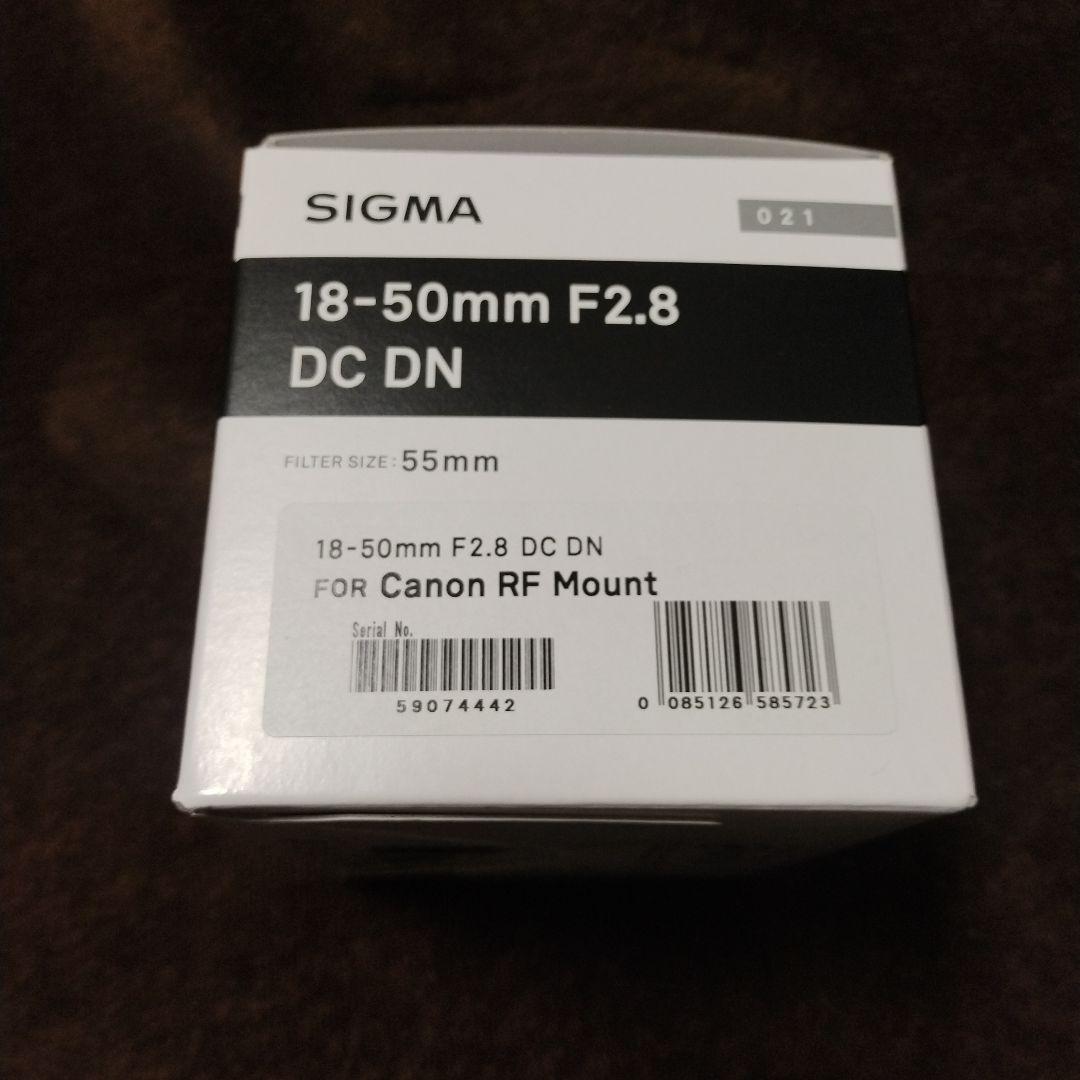 SIGMA
021
18-50mm F2.8
DC DN
FILTER SIZE: 55mm
18-50mm F2.8 DC DN
FOR Canon RF Mount
Serial No.
59074442
0 085126 585723